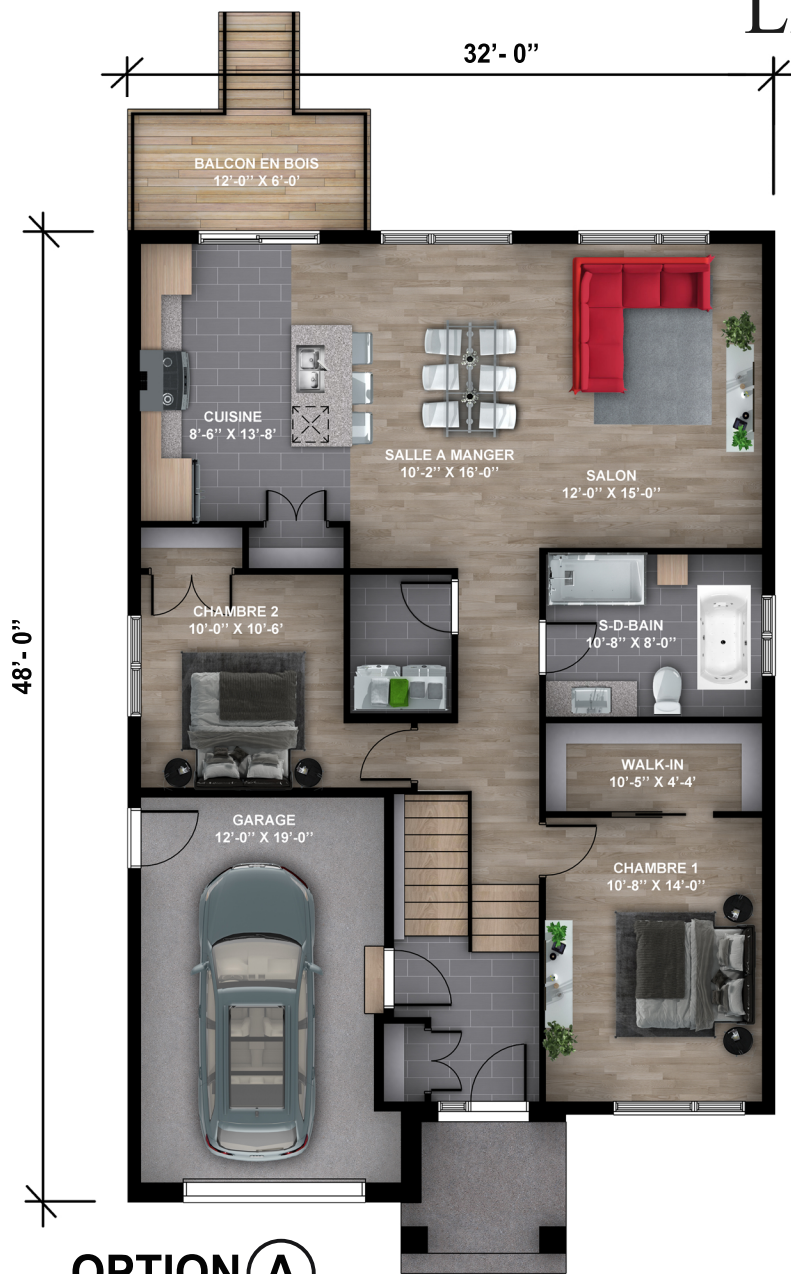 32'- 0"
BALCON EN BOIS
12'-0'' X 6'-0'
CUISINE
8'-6'' X 13'-8'
SALLE A MANGER
10'-2'' X 16'-0''
SALON
12'-0'' X 15'-0''
48'- 0"
CHAMBRE 2
10'-0'' X 10'-6'
S-D-BAIN
10'-8'' X 8'-0''
WALK-IN
10'-5'' X 4'-4'
GARAGE
12'-0'' X 19'-0''
CHAMBRE 1
10'-8'' X 14'-0''
OPTION A